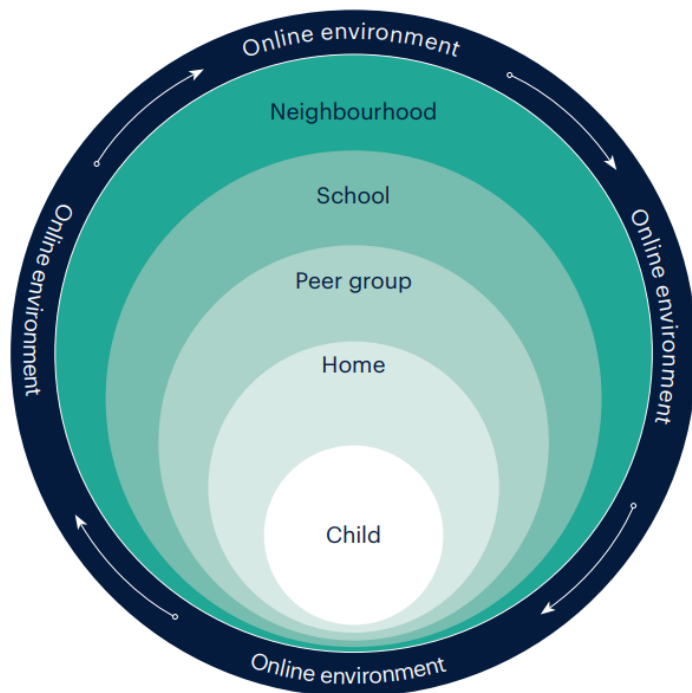 Online environment
Neighbourhood
School
Online environment
Online environment
Peer group
Home
Child
Online environment